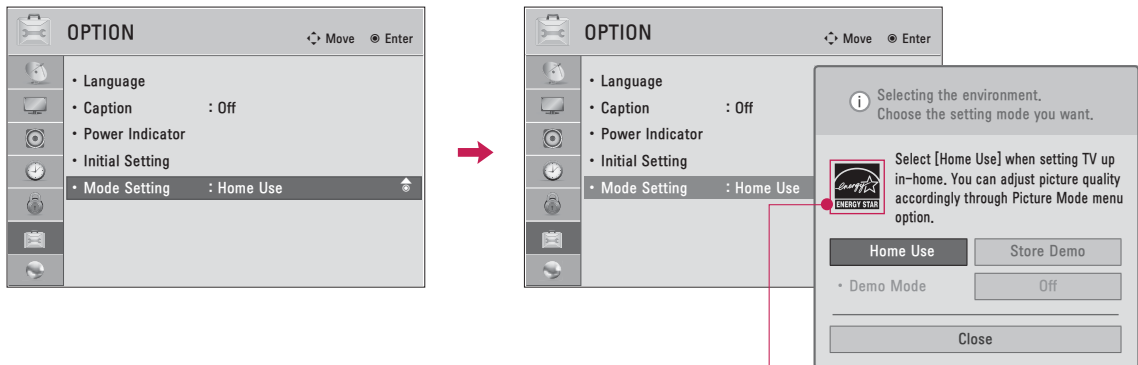 OPTION
Move Enter
• Language
• Caption : Off
• Power Indicator
• Initial Setting
• Mode Setting : Home Use
OPTION
Move Enter
• Language
• Caption : Off
• Power Indicator
• Initial Setting
• Mode Setting : Home Use
i
Selecting the environment.
Choose the setting mode you want.
energy
ENERGY STAR
Select [Home Use] when setting TV up
in-home. You can adjust picture quality
accordingly through Picture Mode menu
option.
Home Use Store Demo
• Demo Mode Off
Close